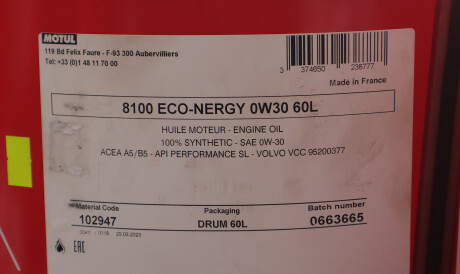 MOTUL
119 Bd Felix Faure - F-93 300 Aubervilliers
Tel: +33 (0)1 48 11 70 00
3 374650 238777
Made in France
8100 ECO-NERGY 0W30 60L
HUILE MOTEUR - ENGINE OIL
100% SYNTHETIC - SAE 0W-30
ACEA A5/B5 - API PERFORMANCE SL - VOLVO VCC 95200377
Material Code Packaging Batch number
102947 DRUM 60L 0663665
EAC